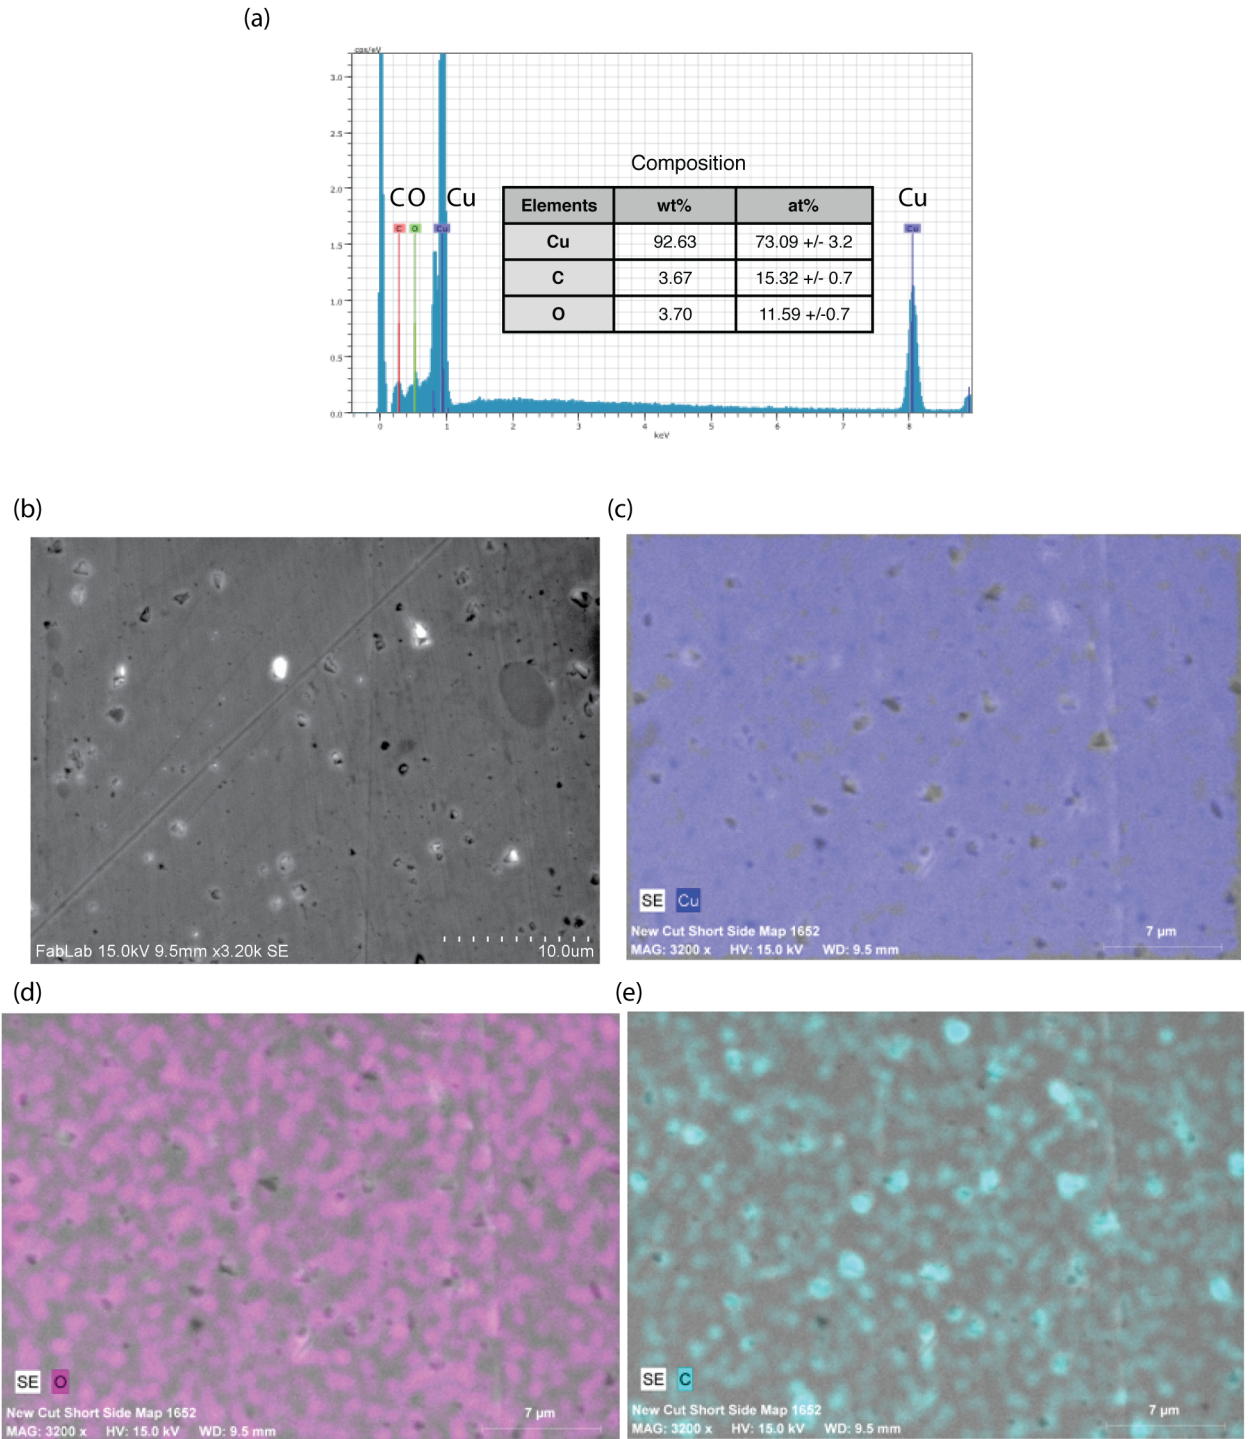 (a)
cps/eV
3.0
2.5
2.0
1.5
1.0
0.5
0.0
C O Cu Cu
C O Cu Cu
Composition
Elements wt% at%
Cu 92.63 73.09 +/- 3.2
C 3.67 15.32 +/- 0.7
O 3.70 11.59 +/-0.7
0 1 2 3 4 5 6 7 8
keV
(b)
FabLab 15.0kV 9.5mm x3.20k SE
10.0um
(c)
SE Cu
New Cut Short Side Map 1652
MAG: 3200 x HV: 15.0 kV WD: 9.5 mm
7 µm
(d)
SE O
New Cut Short Side Map 1652
MAG: 3200 x HV: 15.0 kV WD: 9.5 mm
7 µm
(e)
SE C
New Cut Short Side Map 1652
MAG: 3200 x HV: 15.0 kV WD: 9.5 mm
7 µm